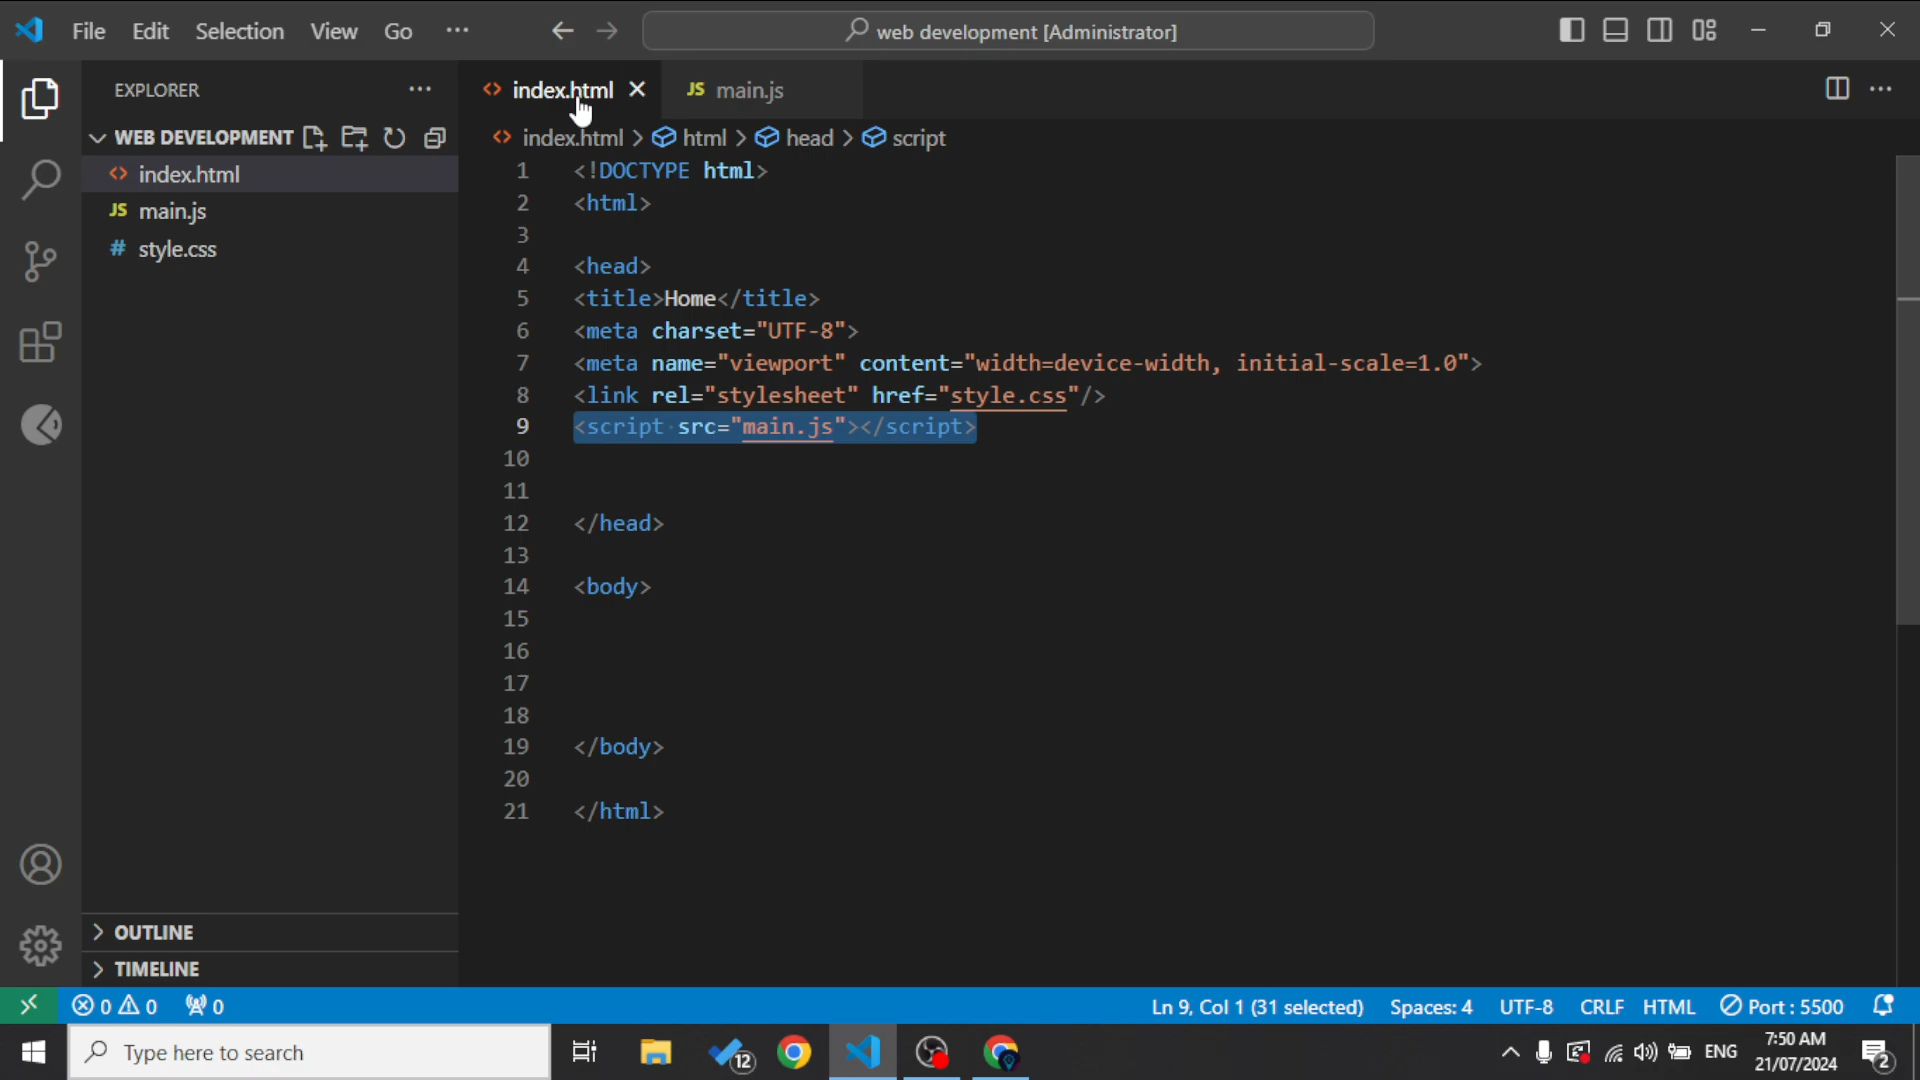 File Edit Selection View Go ··· web development [Administrator]
EXPLORER ···
WEB DEVELOPMENT
<> index.html
JS main.js
# style.css
OUTLINE
TIMELINE
<> index.html JS main.js ···
<> index.html > html > head > script
1 <!DOCTYPE html>
2 <html>
3
4 <head>
5 <title>Home</title>
6 <meta charset="UTF-8">
7 <meta name="viewport" content="width=device-width, initial-scale=1.0">
8 <link rel="stylesheet" href="style.css"/>
9 <script src="main.js"></script>
10
11
12 </head>
13
14 <body>
15
16
17
18
19 </body>
20
21 </html>
0 0 0 Ln 9, Col 1 (31 selected) Spaces: 4 UTF-8 CRLF HTML Port : 5500
Type here to search 12 ENG 7:50 AM 2
21/07/2024